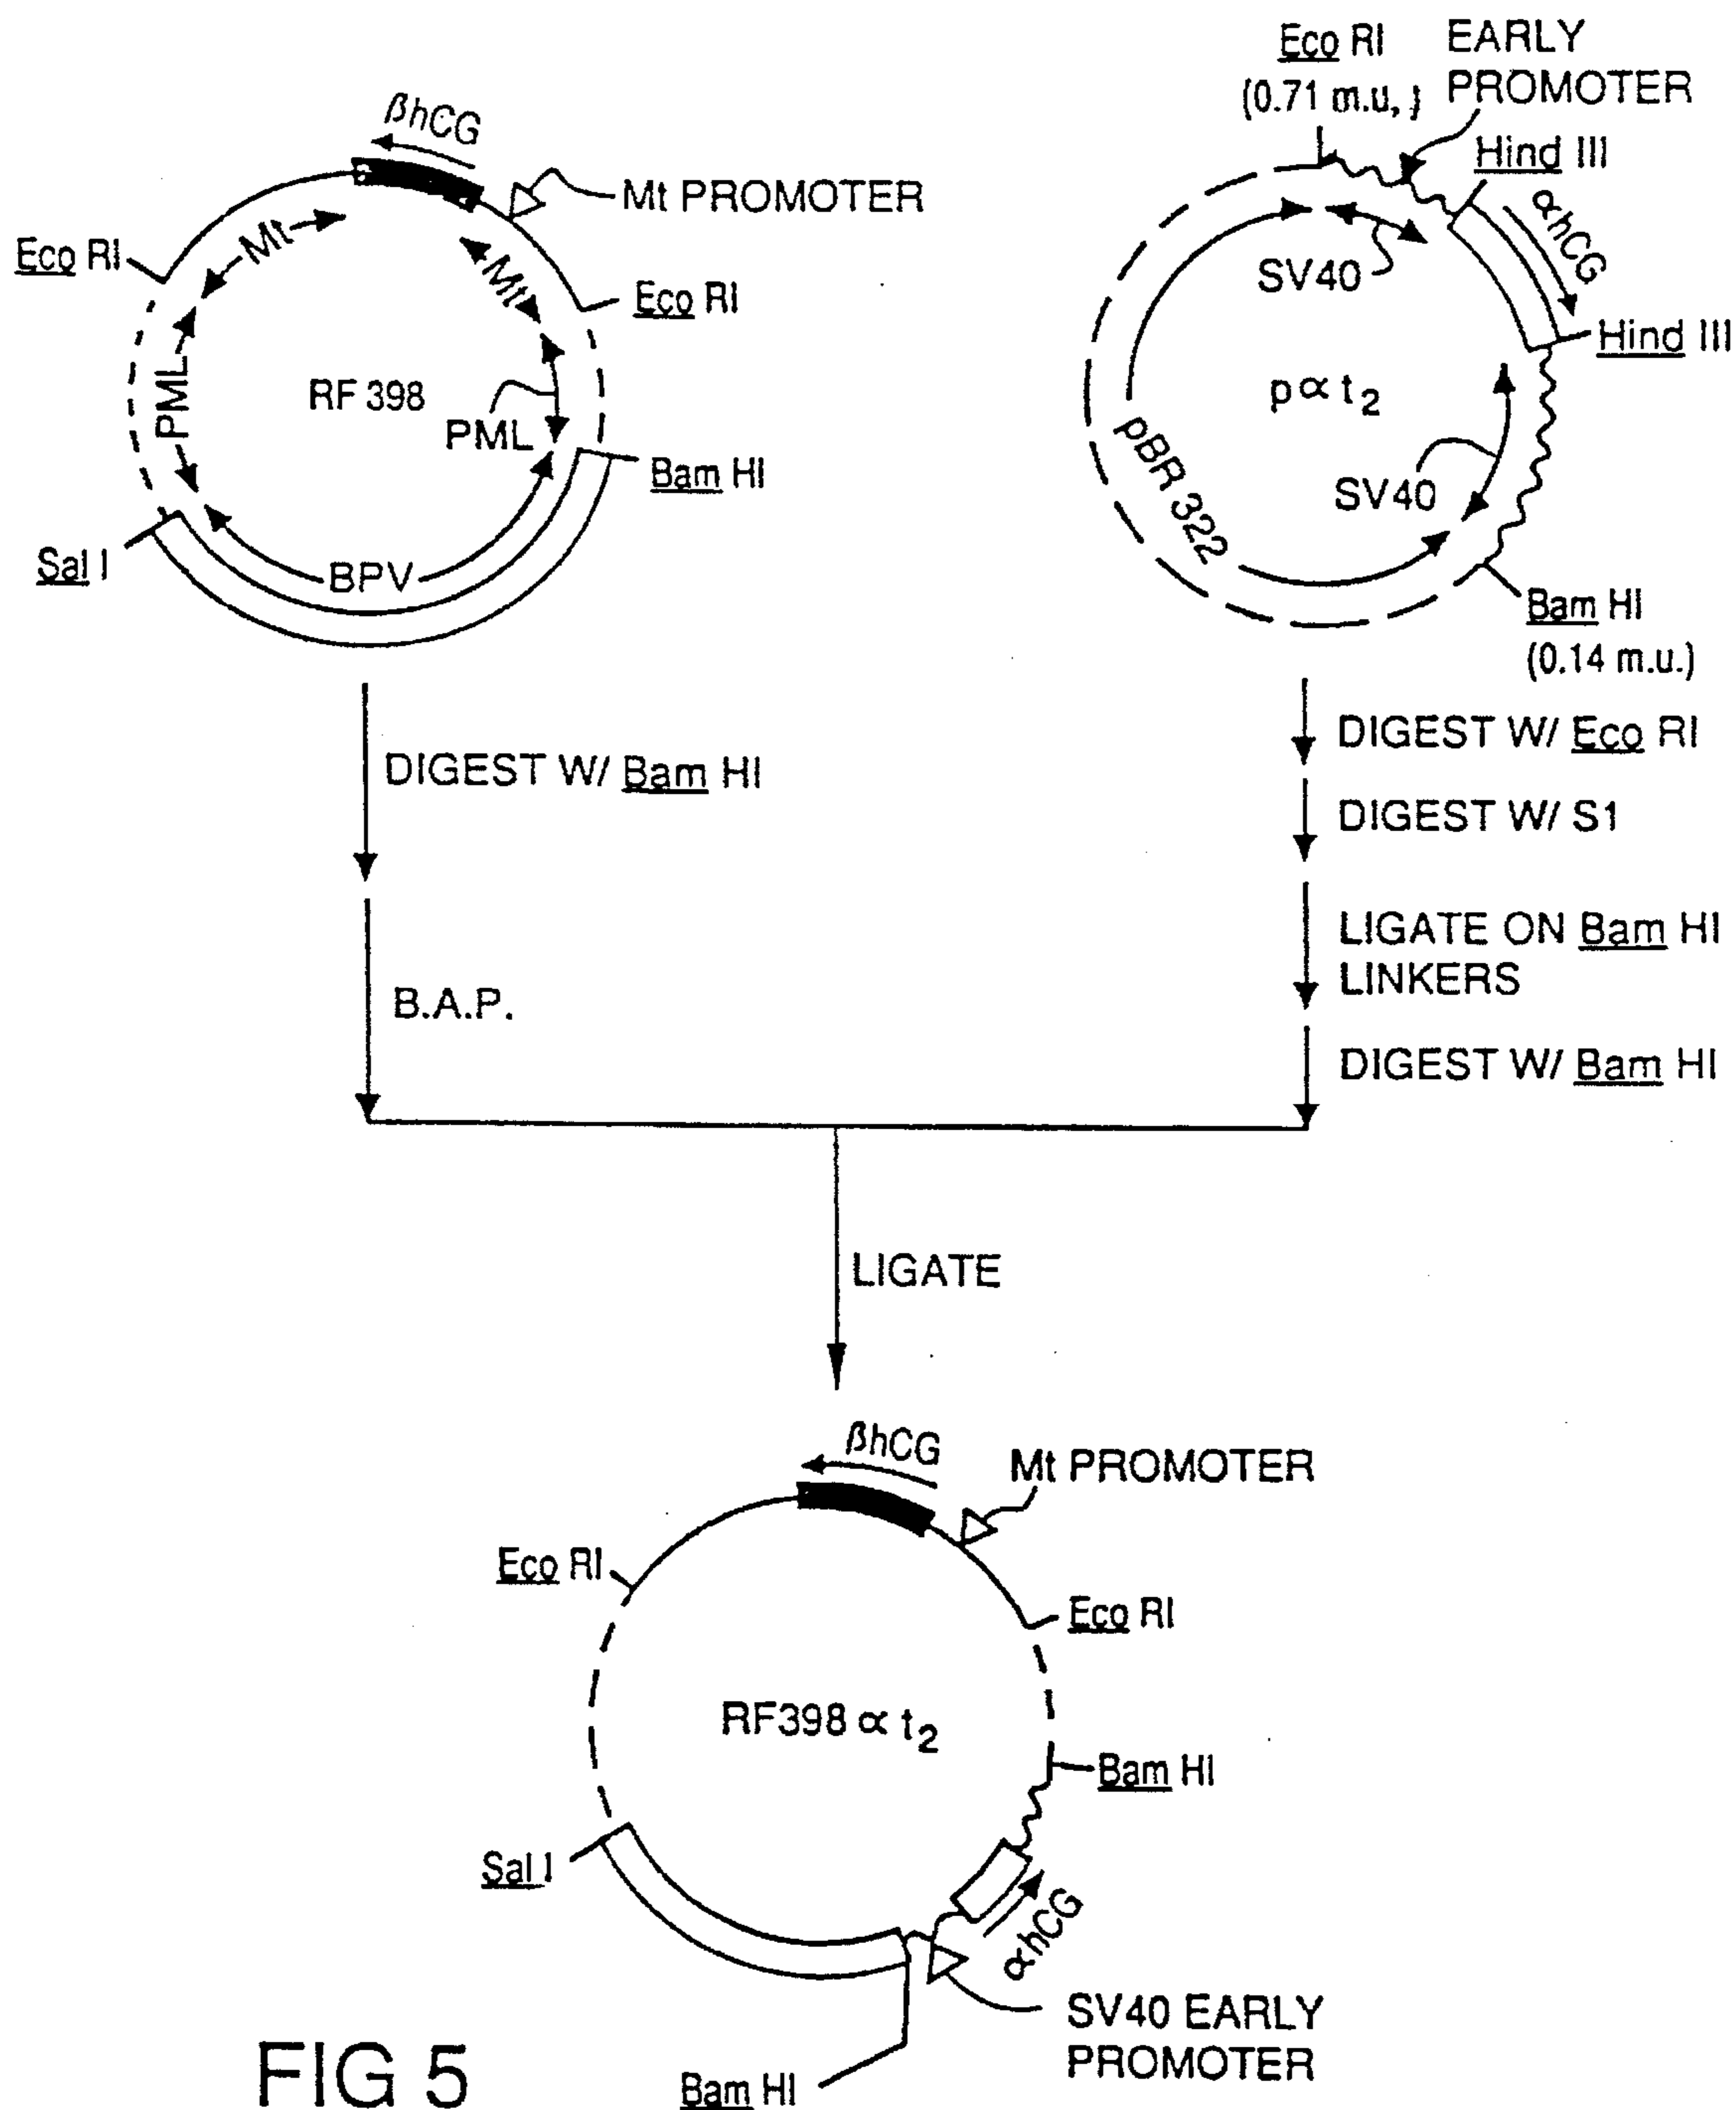 βhCG
Mt PROMOTER
Eco RI
Mt
Mt
Eco RI
PML
RF 398
PML
Bam HI
Sal I
BPV
Eco RI
(0.71 m.u,)
EARLY
PROMOTER
Hind III
αhCG
SV40
Hind III
p∝t₂
pBR 322
SV40
Bam HI
(0.14 m.u.)
DIGEST W/ Bam HI
B.A.P.
DIGEST W/ Eco RI
DIGEST W/ S1
LIGATE ON Bam HI
LINKERS
DIGEST W/ Bam HI
LIGATE
βhCG
Mt PROMOTER
Eco RI
Eco RI
RF398∝t₂
Bam HI
Sal I
αhCG
SV40 EARLY
PROMOTER
Bam HI
FIG 5